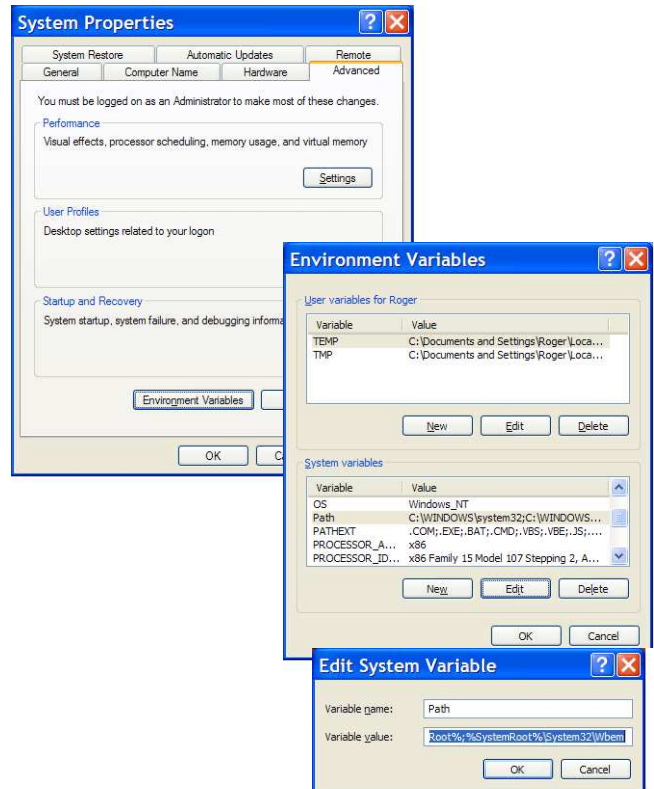 System Properties
System Restore Automatic Updates Remote
General Computer Name Hardware Advanced
You must be logged on as an Administrator to make most of these changes.
Performance
Visual effects, processor scheduling, memory usage, and virtual memory
Settings
User Profiles
Desktop settings related to your logon
Startup and Recovery
System startup, system failure, and debugging informa
Environment Variables
OK
Environment Variables
User variables for Roger
Variable Value
TEMP C:\Documents and Settings\Roger\Loca...
TMP C:\Documents and Settings\Roger\Loca...
New Edit Delete
System variables
Variable Value
OS Windows_NT
Path C:\WINDOWS\system32;C:\WINDOWS...
PATHEXT .COM;.EXE;.BAT;.CMD;.VBS;.VBE;.JS;....
PROCESSOR_A... x86
PROCESSOR_ID... x86 Family 15 Model 107 Stepping 2, A...
New Edit Delete
OK Cancel
Edit System Variable
Variable name: Path
Variable value: Root%;%SystemRoot%\System32\Wbem
OK Cancel